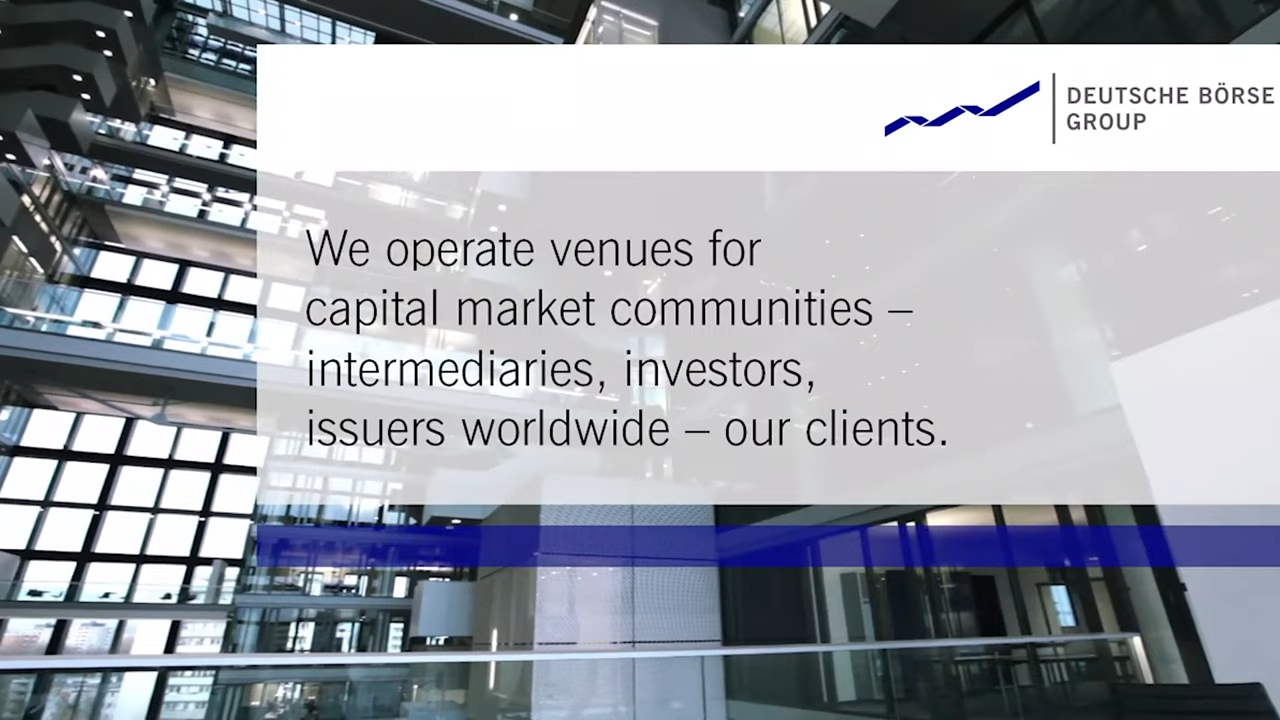 DEUTSCHE BÖRSE
GROUP
We operate venues for
capital market communities –
intermediaries, investors,
issuers worldwide – our clients.